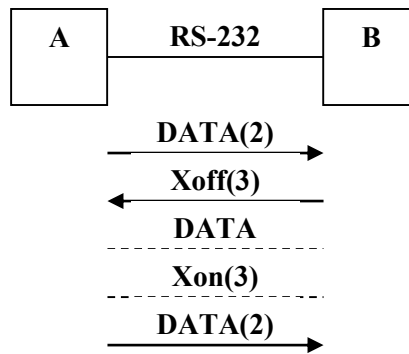 A RS-232 B
DATA(2)
Xoff(3)
DATA
Xon(3)
DATA(2)